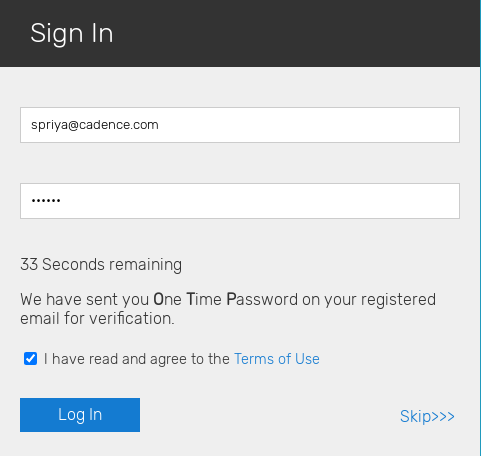 Sign In
spriya@cadence.com
••••••
33 Seconds remaining
We have sent you One Time Password on your registered
email for verification.
I have read and agree to the Terms of Use
Log In
Skip>>>